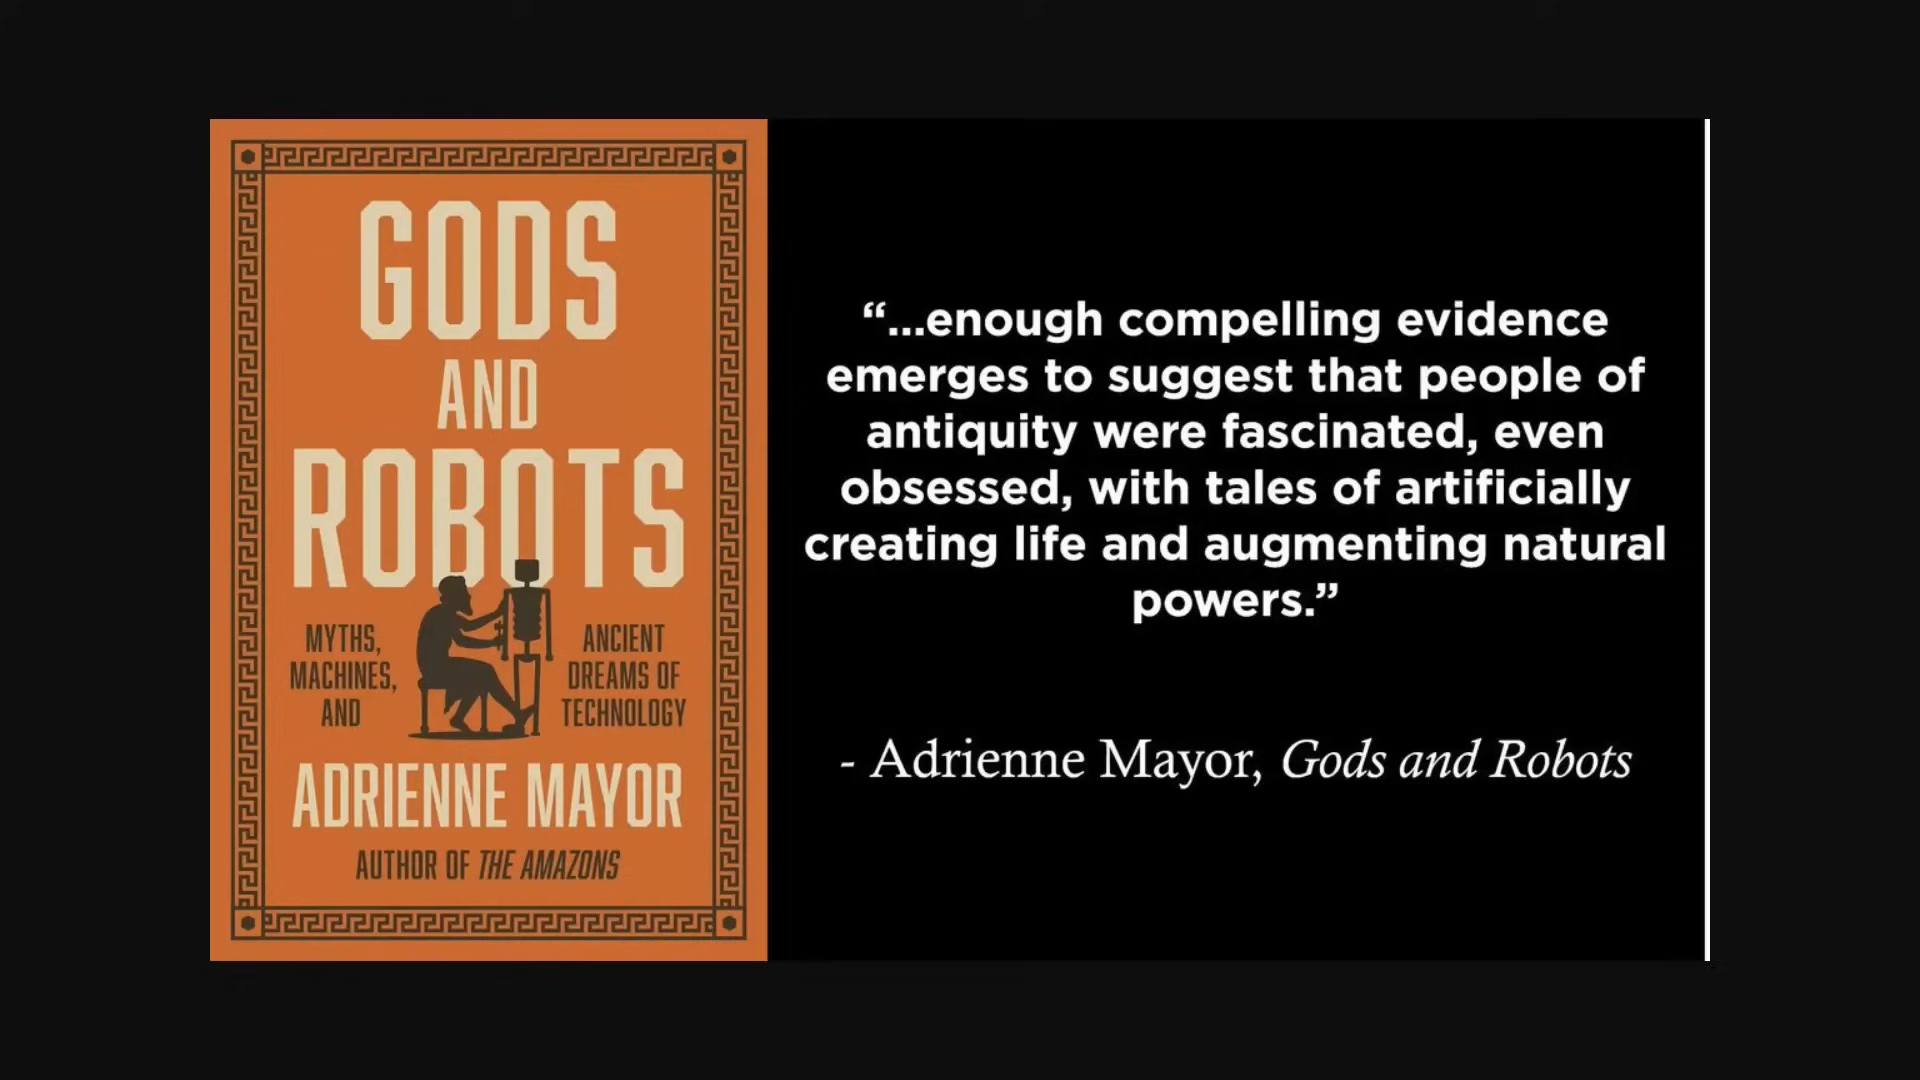 GODS
AND
ROBOTS
MYTHS,
MACHINES,
AND
ANCIENT
DREAMS OF
TECHNOLOGY
ADRIENNE MAYOR
AUTHOR OF THE AMAZONS
“...enough compelling evidence
emerges to suggest that people of
antiquity were fascinated, even
obsessed, with tales of artificially
creating life and augmenting natural
powers.”
- Adrienne Mayor, Gods and Robots